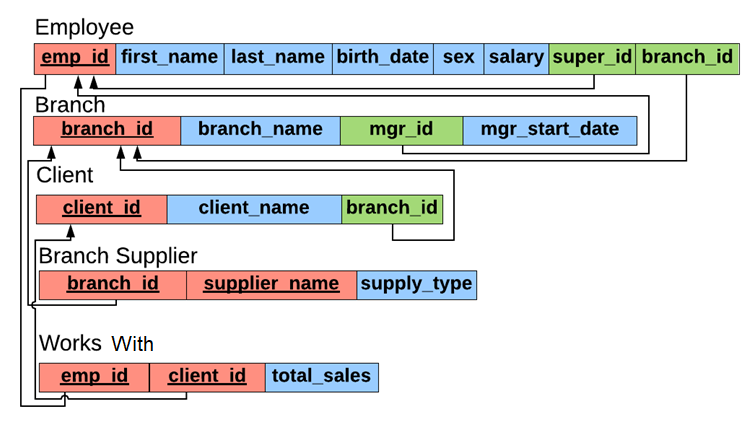 Employee
emp_id first_name last_name birth_date sex salary super_id branch_id
Branch
branch_id branch_name mgr_id mgr_start_date
Client
client_id client_name branch_id
Branch Supplier
branch_id supplier_name supply_type
Works With
emp_id client_id total_sales